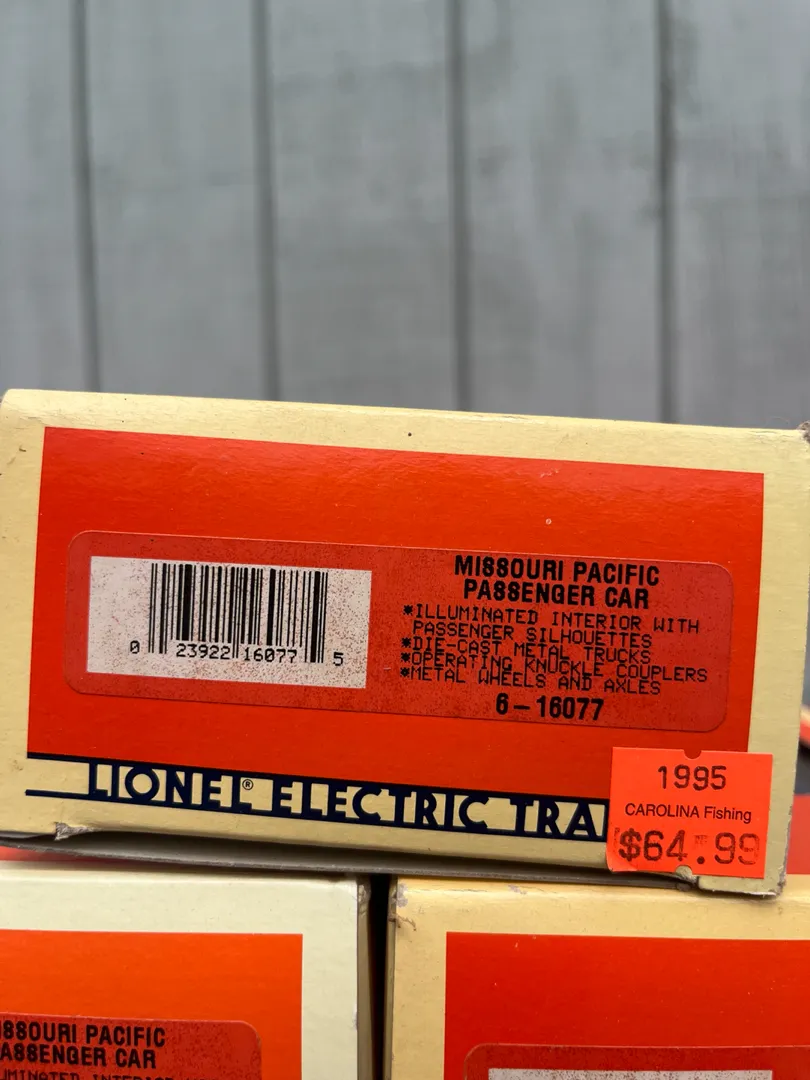 MISSOURI PACIFIC
PASSENGER CAR
*ILLUMINATED INTERIOR WITH
PASSENGER SILHOUETTES
*DIE-CAST METAL TRUCKS
*OPERATING KNUCKLE COUPLERS
*METAL WHEELS AND AXLES
6-16077
0 23922 16077 5
LIONEL® ELECTRIC TRA
1995
CAROLINA Fishing
$64.99
SSOURI PACIFIC
ASSENGER CAR